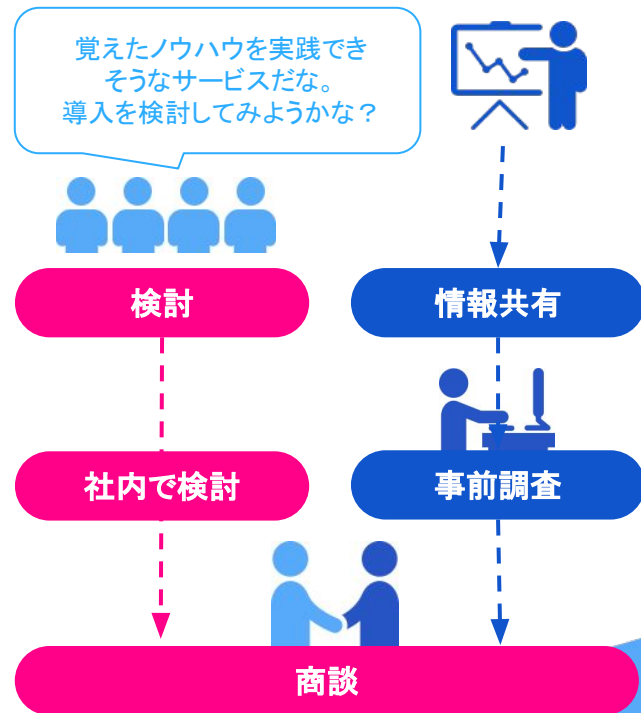 覚えたノウハウを実践でき
そうなサービスだな。
導入を検討してみようかな？
検討
情報共有
社内で検討
事前調査
商談